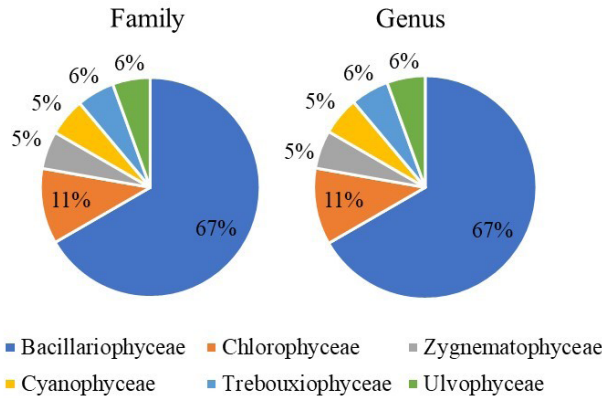 Family Genus
6% 6%
6% 6%
5% 5%
5% 5%
11% 11%
67% 67%
Bacillariophyceae Chlorophyceae Zygnematophyceae
Cyanophyceae Trebouxiophyceae Ulvophyceae